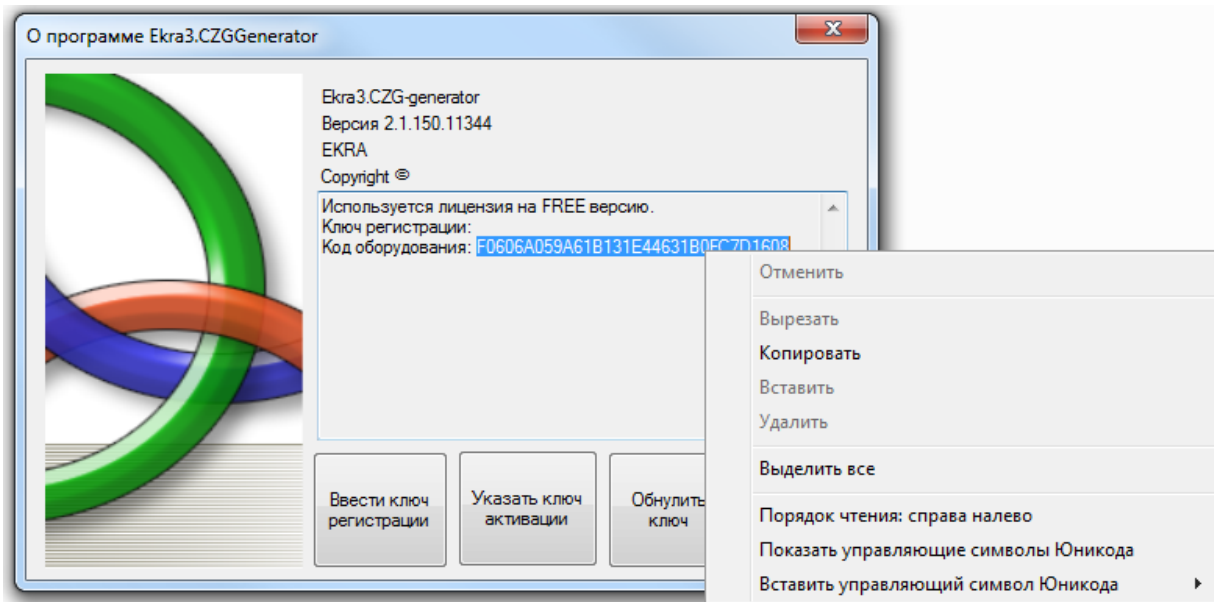 О программе Ekra3.CZGGenerator
Ekra3.CZG-generator
Версия 2.1.150.11344
EKRA
Copyright ©
Используется лицензия на FREE версию.
Ключ регистрации:
Код оборудования: F0606A059A61B131E44631B0FC7D1608
Ввести ключ
регистрации
Указать ключ
активации
Обнулить
ключ
Отменить
Вырезать
Копировать
Вставить
Удалить
Выделить все
Порядок чтения: справа налево
Показать управляющие символы Юникода
Вставить управляющий символ Юникода